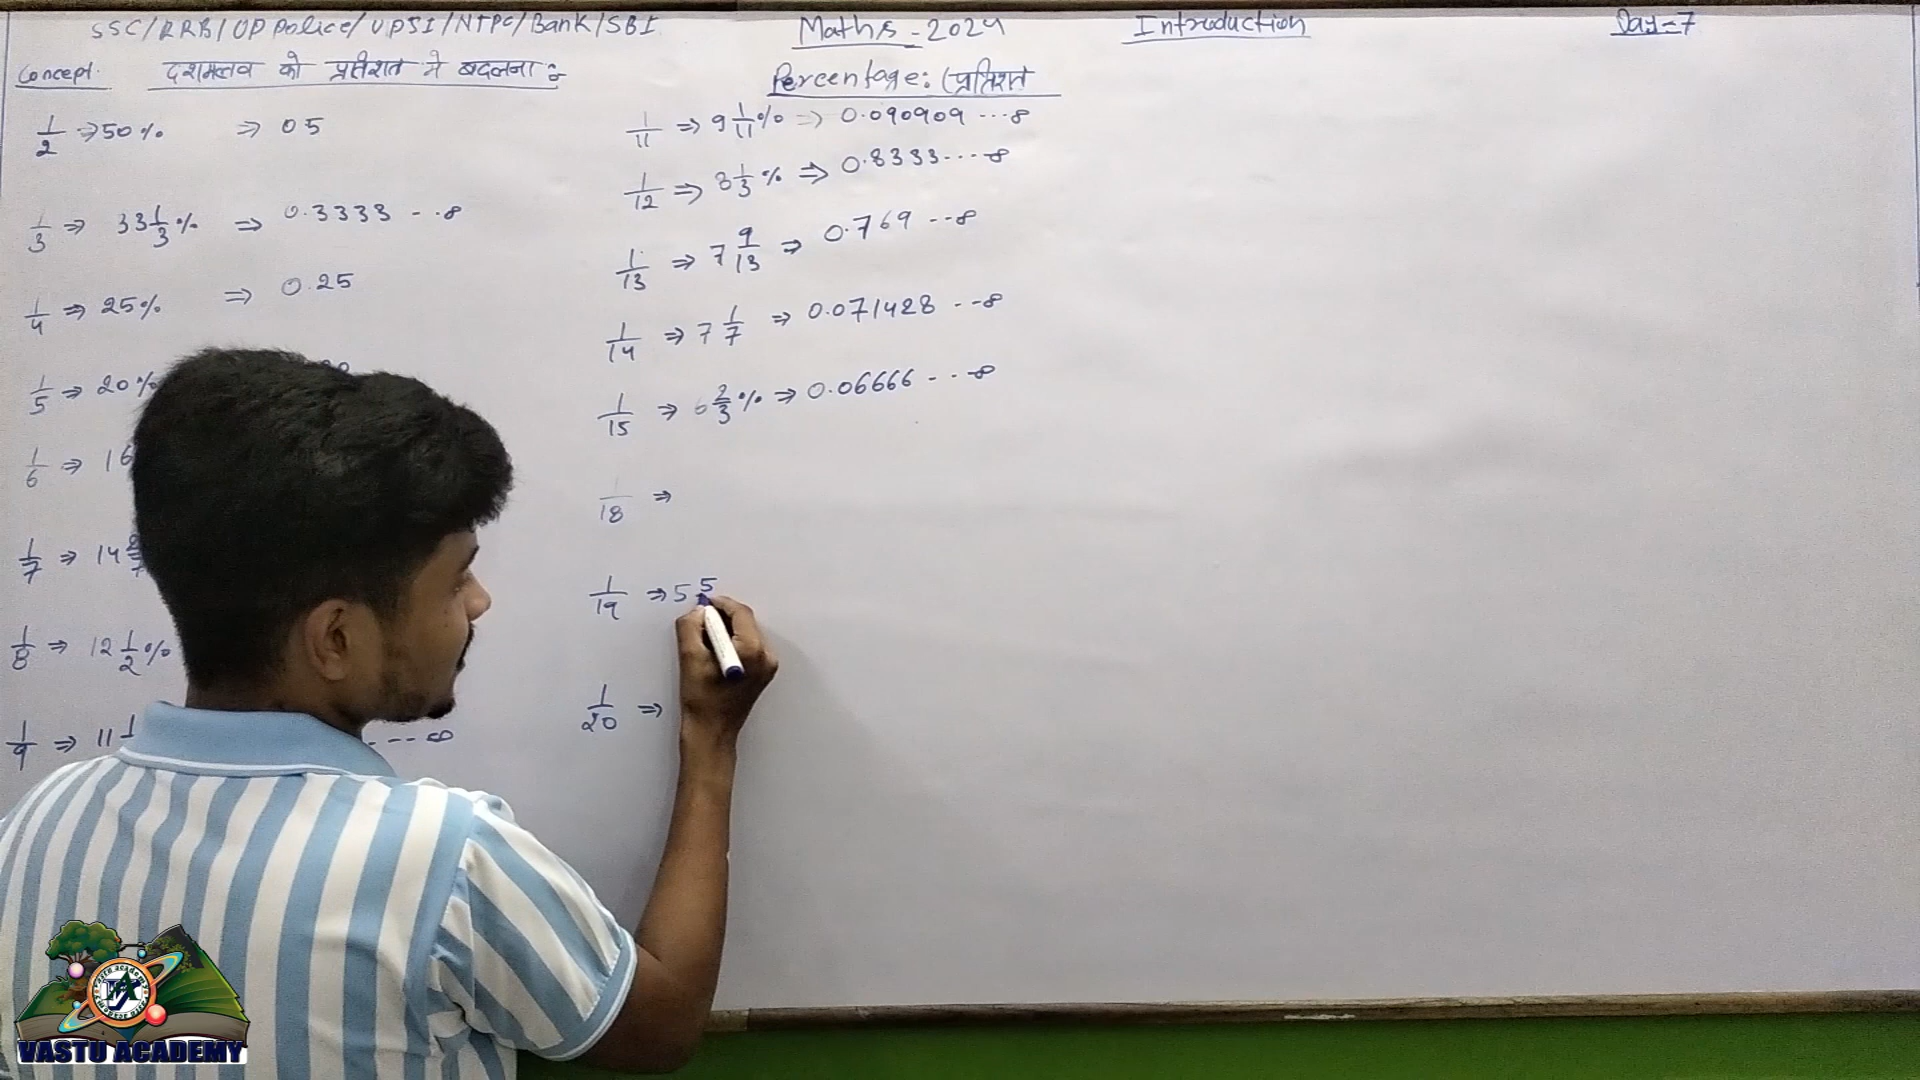 SSC/RRB/UP Police/UPSI/NTPC/Bank/SBI
Maths-2024
Introduction
Day-7
Concept: दशमलव को प्रतिशत मे बदलना :-
Percentage: (प्रतिशत
1/2 ⇒ 50% ⇒ 0 5
1/3 ⇒ 33 1/3 % ⇒ 0.3333 - - ∞
1/4 ⇒ 25% ⇒ 0.25
1/5 ⇒ 20%
1/6 ⇒ 16
1/7 ⇒ 14 2/7
1/8 ⇒ 12 1/2 %
1/9 ⇒ 11 1 - - - ∞
1/11 ⇒ 9 1/11 % ⇒ 0.090909 --- ∞
1/12 ⇒ 8 1/3 % ⇒ 0.8333 --- ∞
1/13 ⇒ 7 9/13 ⇒ 0.769 -- ∞
1/14 ⇒ 7 1/7 ⇒ 0.071428 -- ∞
1/15 ⇒ 6 2/3 % ⇒ 0.06666 --- ∞
1/18 ⇒
1/19 ⇒ 5 5
1/20 ⇒
VASTU ACADEMY